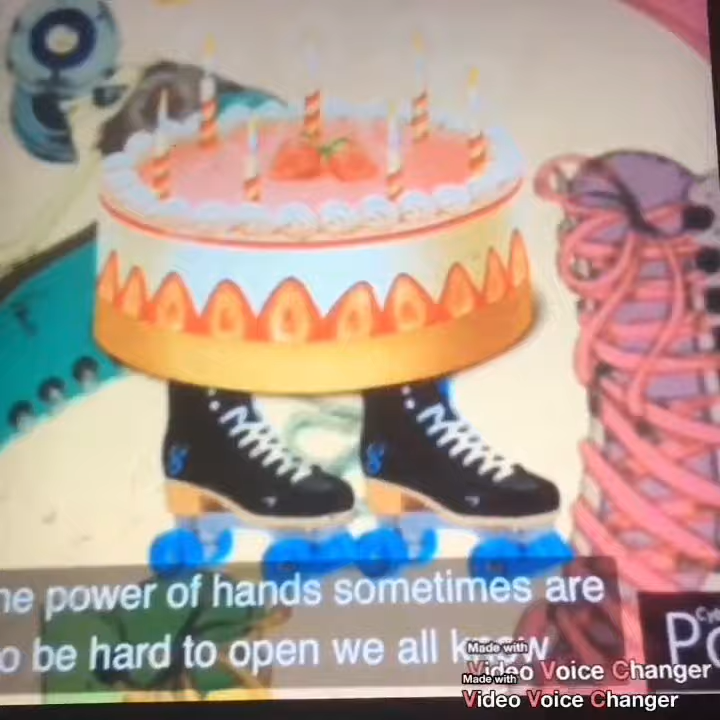 he power of hands sometimes are
o be hard to open we all know
Made with
Video Voice Changer
Made with
Video Voice Changer